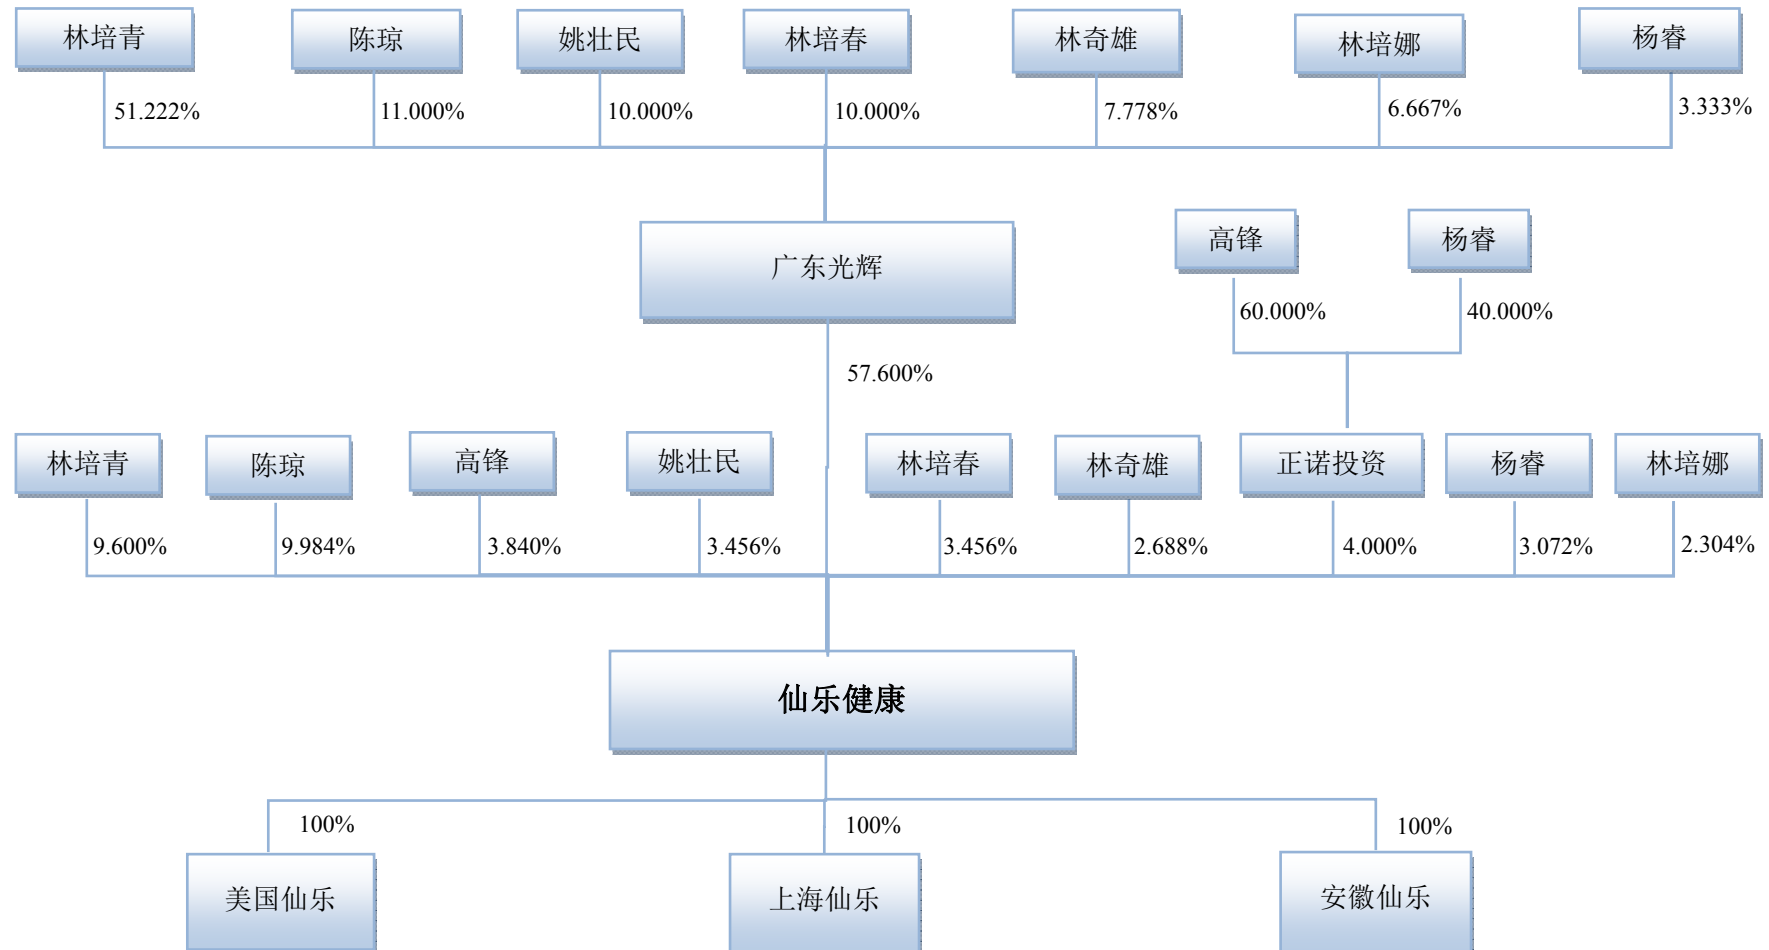 林培青
陈琼
姚壮民
林培春
林奇雄
林培娜
杨睿
51.222%
11.000%
10.000%
10.000%
7.778%
6.667%
3.333%
广东光辉
高锋
杨睿
60.000%
40.000%
57.600%
林培青
陈琼
高锋
姚壮民
林培春
林奇雄
正诺投资
杨睿
林培娜
9.600%
9.984%
3.840%
3.456%
3.456%
2.688%
4.000%
3.072%
2.304%
仙乐健康
100%
100%
100%
美国仙乐
上海仙乐
安徽仙乐